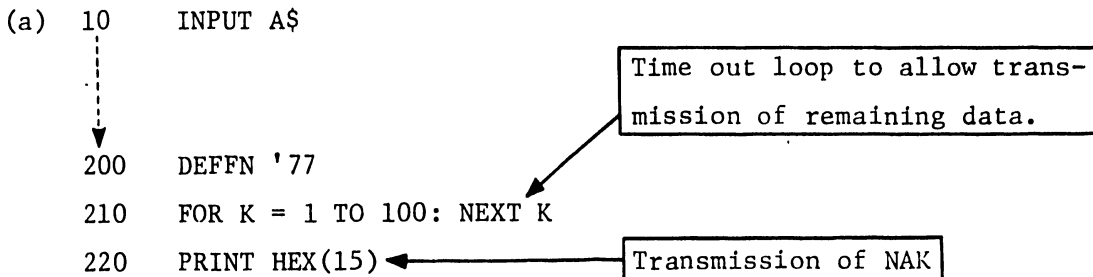 (a) 10 INPUT A$
Time out loop to allow trans-
mission of remaining data.
200 DEFFN '77
210 FOR K = 1 TO 100: NEXT K
220 PRINT HEX(15)
Transmission of NAK